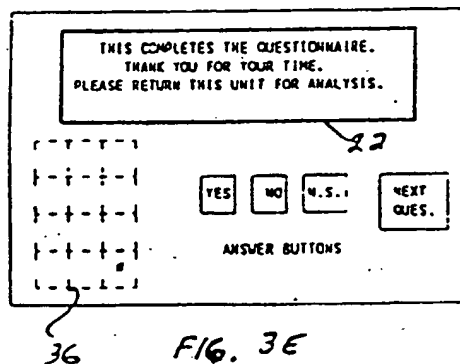 THIS COMPLETES THE QUESTIONNAIRE.
THANK YOU FOR YOUR TIME.
PLEASE RETURN THIS UNIT FOR ANALYSIS.
22
YES NO N.S. NEXT
QUES.
ANSWER BUTTONS
36
FIG. 3E